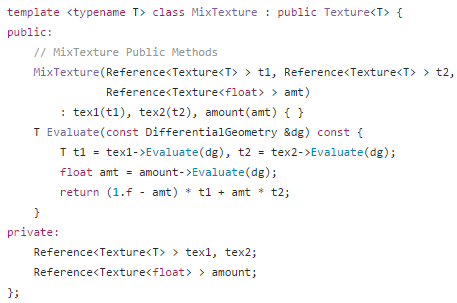 template <typename T> class MixTexture : public Texture<T> {
public:
    // MixTexture Public Methods
    MixTexture(Reference<Texture<T> > t1, Reference<Texture<T> > t2,
               Reference<Texture<float> > amt)
        : tex1(t1), tex2(t2), amount(amt) { }
    T Evaluate(const DifferentialGeometry &dg) const {
        T t1 = tex1->Evaluate(dg), t2 = tex2->Evaluate(dg);
        float amt = amount->Evaluate(dg);
        return (1.f - amt) * t1 + amt * t2;
    }
private:
    Reference<Texture<T> > tex1, tex2;
    Reference<Texture<float> > amount;
};